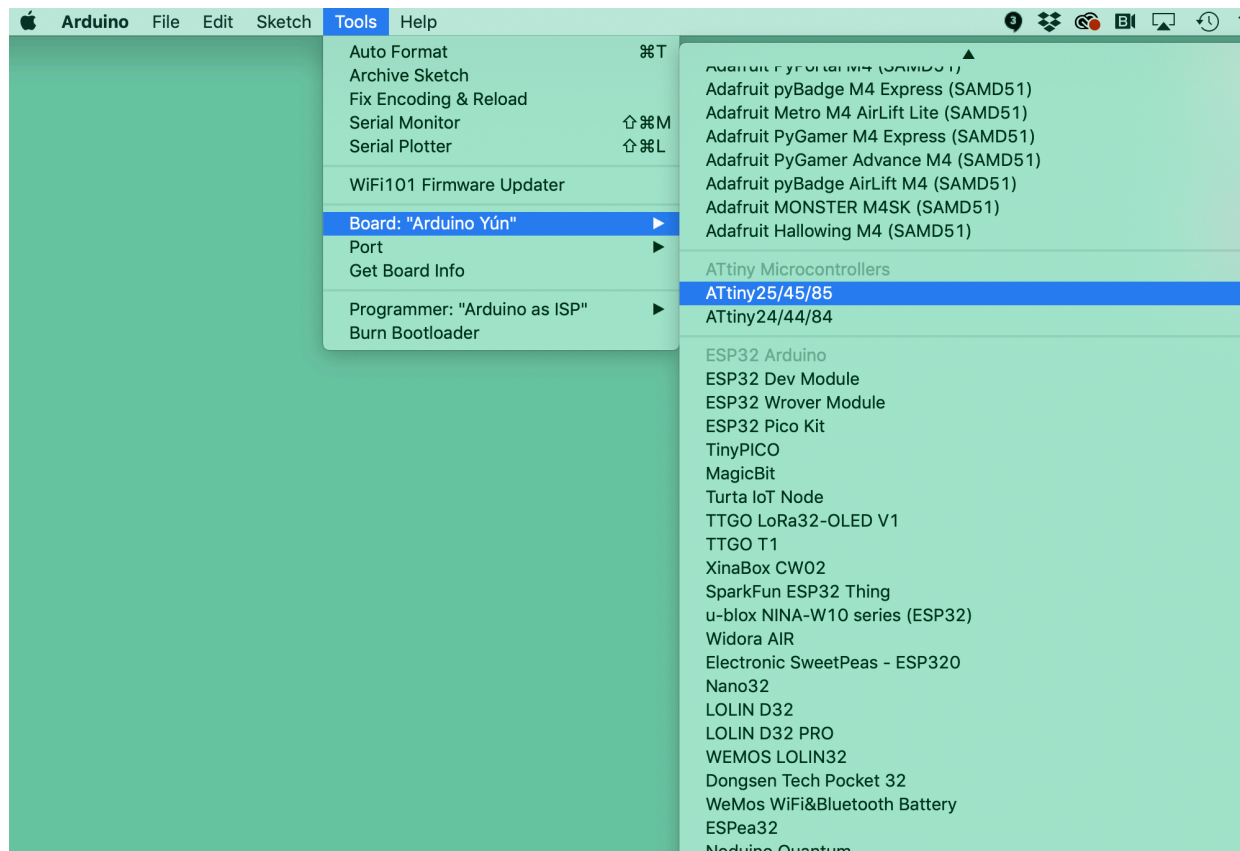 Arduino File Edit Sketch Tools Help
Auto Format ⌘T
Archive Sketch
Fix Encoding & Reload
Serial Monitor ⇧⌘M
Serial Plotter ⇧⌘L
WiFi101 Firmware Updater
Board: "Arduino Yún"
Port
Get Board Info
Programmer: "Arduino as ISP"
Burn Bootloader
Adafruit PyPortal M4 (SAMD51)
Adafruit pyBadge M4 Express (SAMD51)
Adafruit Metro M4 AirLift Lite (SAMD51)
Adafruit PyGamer M4 Express (SAMD51)
Adafruit PyGamer Advance M4 (SAMD51)
Adafruit pyBadge AirLift M4 (SAMD51)
Adafruit MONSTER M4SK (SAMD51)
Adafruit Hallowing M4 (SAMD51)
ATtiny Microcontrollers
ATtiny25/45/85
ATtiny24/44/84
ESP32 Arduino
ESP32 Dev Module
ESP32 Wrover Module
ESP32 Pico Kit
TinyPICO
MagicBit
Turta IoT Node
TTGO LoRa32-OLED V1
TTGO T1
XinaBox CW02
SparkFun ESP32 Thing
u-blox NINA-W10 series (ESP32)
Widora AIR
Electronic SweetPeas - ESP320
Nano32
LOLIN D32
LOLIN D32 PRO
WEMOS LOLIN32
Dongsen Tech Pocket 32
WeMos WiFi&Bluetooth Battery
ESPea32
Noduino Quantum